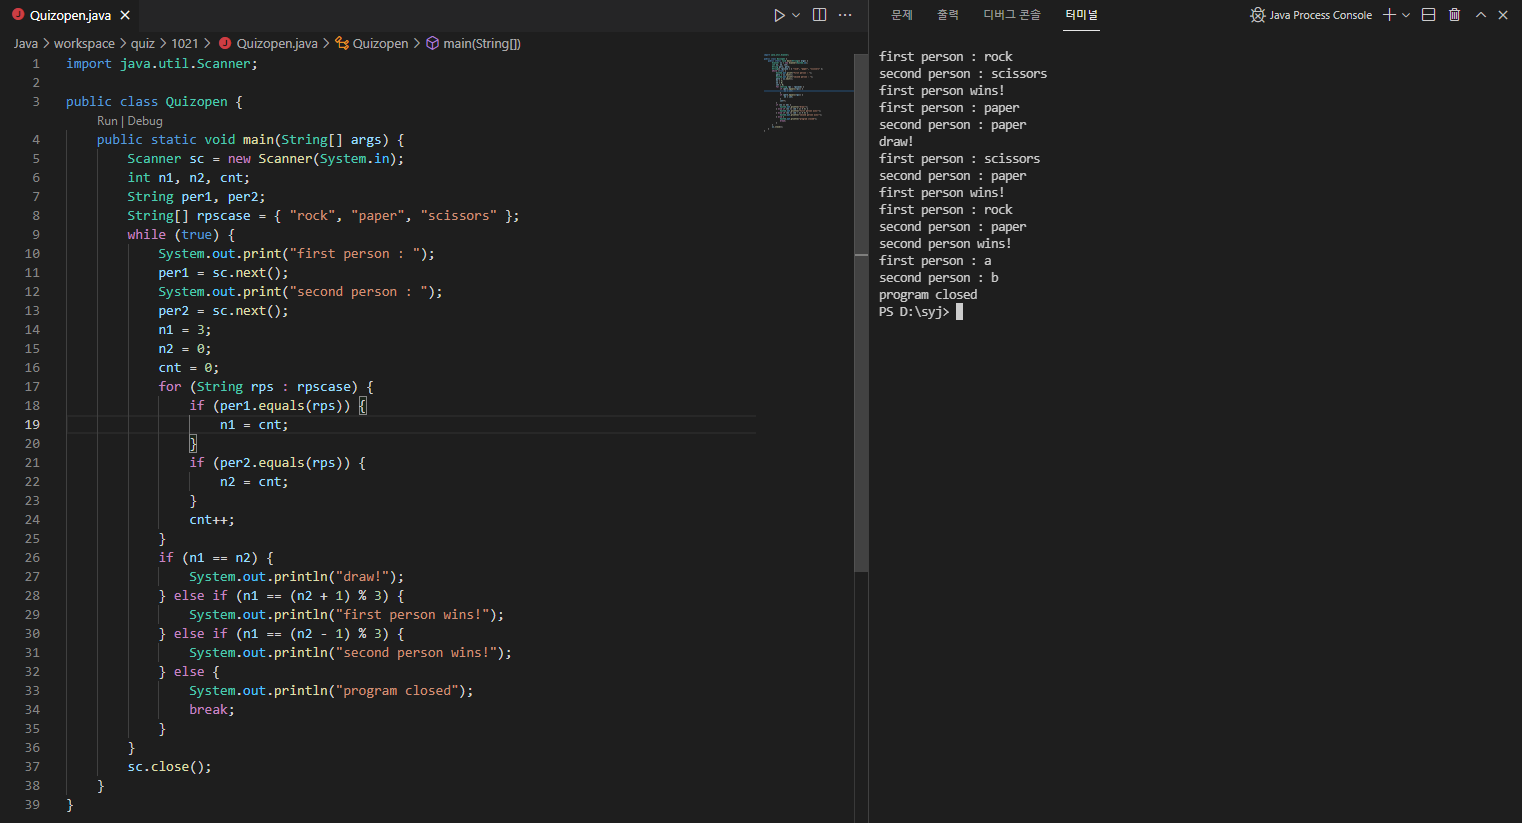 Quizopen.java
Java > workspace > quiz > 1021 > Quizopen.java > Quizopen > main(String[])
1 import java.util.Scanner;
2
3 public class Quizopen {
Run | Debug
4 public static void main(String[] args) {
5 Scanner sc = new Scanner(System.in);
6 int n1, n2, cnt;
7 String per1, per2;
8 String[] rpscase = { "rock", "paper", "scissors" };
9 while (true) {
10 System.out.print("first person : ");
11 per1 = sc.next();
12 System.out.print("second person : ");
13 per2 = sc.next();
14 n1 = 3;
15 n2 = 0;
16 cnt = 0;
17 for (String rps : rpscase) {
18 if (per1.equals(rps)) {
19 n1 = cnt;
20 }
21 if (per2.equals(rps)) {
22 n2 = cnt;
23 }
24 cnt++;
25 }
26 if (n1 == n2) {
27 System.out.println("draw!");
28 } else if (n1 == (n2 + 1) % 3) {
29 System.out.println("first person wins!");
30 } else if (n1 == (n2 - 1) % 3) {
31 System.out.println("second person wins!");
32 } else {
33 System.out.println("program closed");
34 break;
35 }
36 }
37 sc.close();
38 }
39 }
문제 출력 디버그 콘솔 터미널 Java Process Console
first person : rock
second person : scissors
first person wins!
first person : paper
second person : paper
draw!
first person : scissors
second person : paper
first person wins!
first person : rock
second person : paper
second person wins!
first person : a
second person : b
program closed
PS D:\syj>